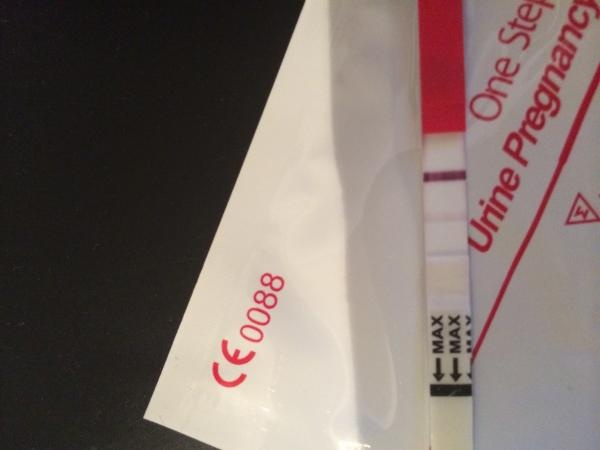 One Step
Urine Pregnancy
CE 0088
MAX
MAX
MAX